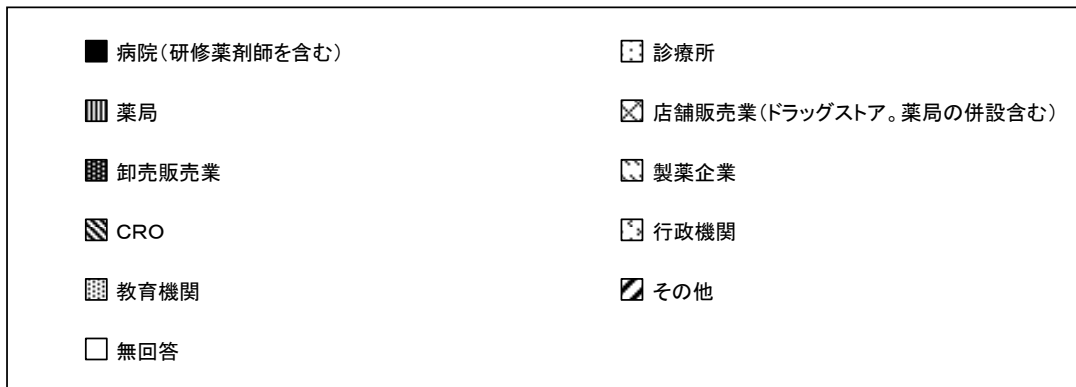 病院（研修薬剤師を含む）
診療所
薬局
店舗販売業（ドラッグストア。薬局の併設含む）
卸売販売業
製薬企業
CRO
行政機関
教育機関
その他
無回答